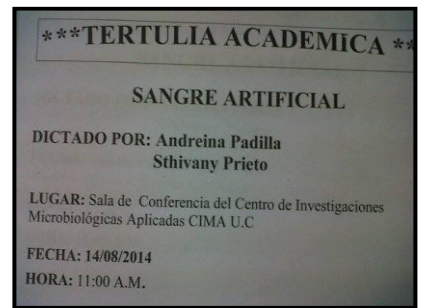 ***TERTULIA ACADEMICA **
SANGRE ARTIFICIAL
DICTADO POR: Andreina Padilla
Sthivany Prieto
LUGAR: Sala de Conferencia del Centro de Investigaciones
Microbiológicas Aplicadas CIMA U.C
FECHA: 14/08/2014
HORA: 11:00 A.M.